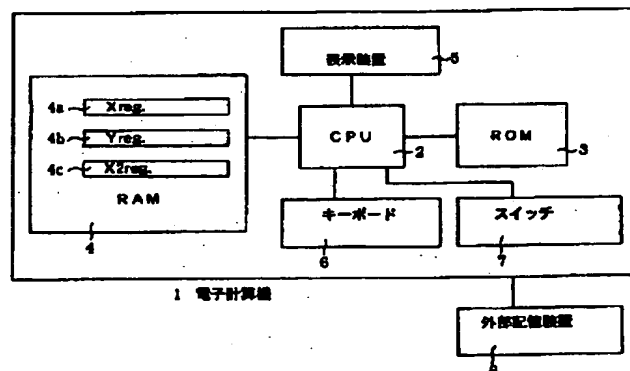 表示装置
5
4a
Xreg.
4b
Yreg.
4c
X2reg.
RAM
4
CPU
2
ROM
3
キーボード
6
スイッチ
7
1 電子計算機
外部記憶装置